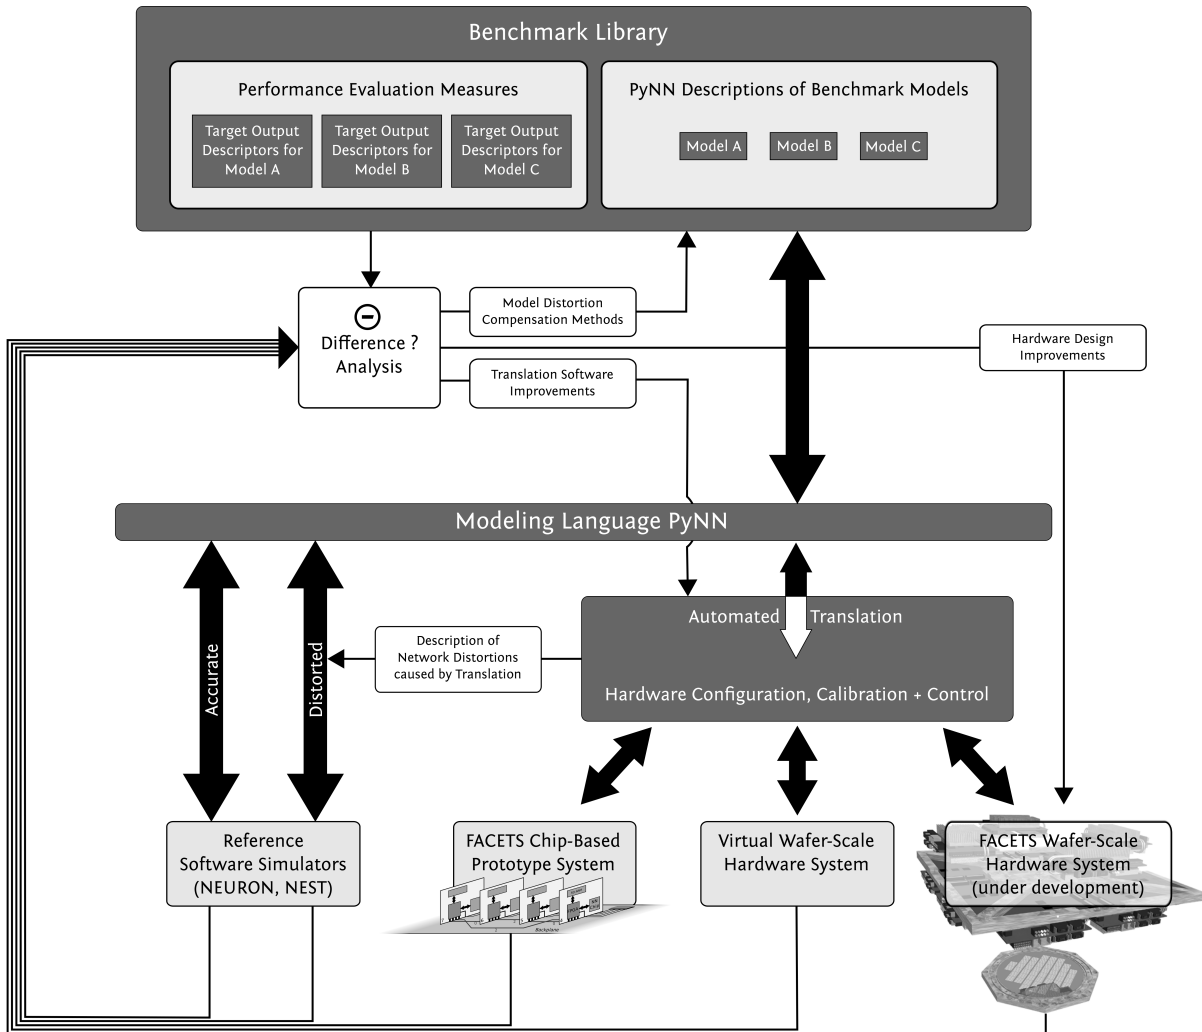 Benchmark Library
Performance Evaluation Measures
Target Output
Descriptors for
Model A
Target Output
Descriptors for
Model B
Target Output
Descriptors for
Model C
PyNN Descriptions of Benchmark Models
Model A
Model B
Model C
Difference ?
Analysis
Model Distortion
Compensation Methods
Translation Software
Improvements
Hardware Design
Improvements
Modeling Language PyNN
Accurate
Distorted
Description of
Network Distortions
caused by Translation
Automated Translation
Hardware Configuration, Calibration + Control
Reference
Software Simulators
(NEURON, NEST)
FACETS Chip-Based
Prototype System
Backplane
Virtual Wafer-Scale
Hardware System
FACETS Wafer-Scale
Hardware System
(under development)